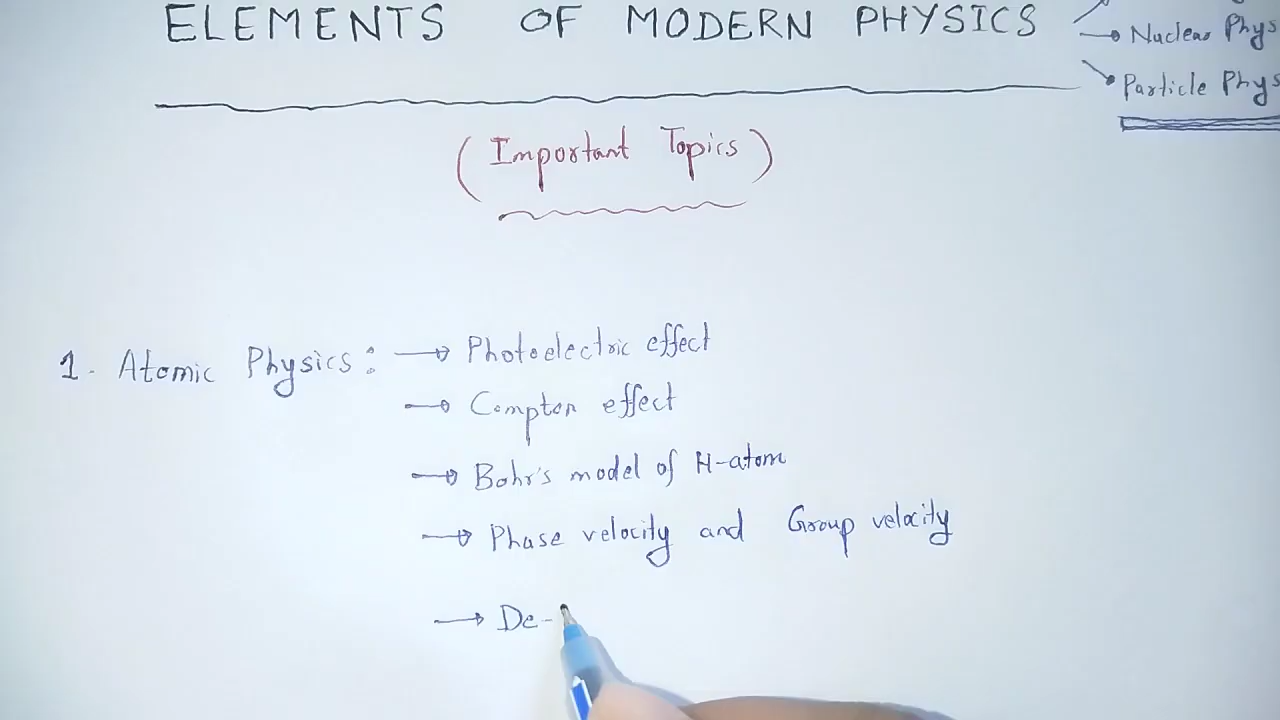 ELEMENTS OF MODERN PHYSICS
→ Nuclear Phys
Particle Phys
(Important Topics)
1. Atomic Physics: → Photoelectric effect
→ Compton effect
→ Bohr's model of H-atom
→ Phase velocity and Group velocity
→ De-